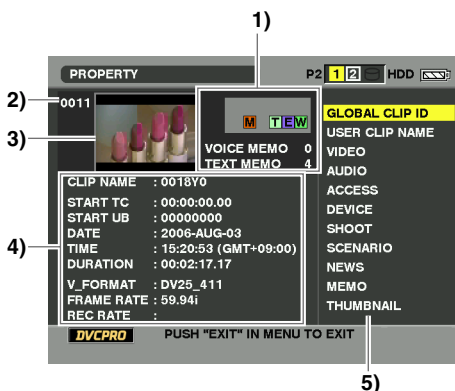 1)
PROPERTY P2 1 2 HDD
2) 0011
3)
M T E W
VOICE MEMO 0
TEXT MEMO 4
4)
CLIP NAME : 0018Y0
START TC : 00:00:00.00
START UB : 00000000
DATE : 2006-AUG-03
TIME : 15:20:53 (GMT+09:00)
DURATION : 00:02:17.17
V_FORMAT : DV25_411
FRAME RATE : 59.94i
REC RATE :
GLOBAL CLIP ID
USER CLIP NAME
VIDEO
AUDIO
ACCESS
DEVICE
SHOOT
SCENARIO
NEWS
MEMO
THUMBNAIL
DVCPRO PUSH "EXIT" IN MENU TO EXIT
5)